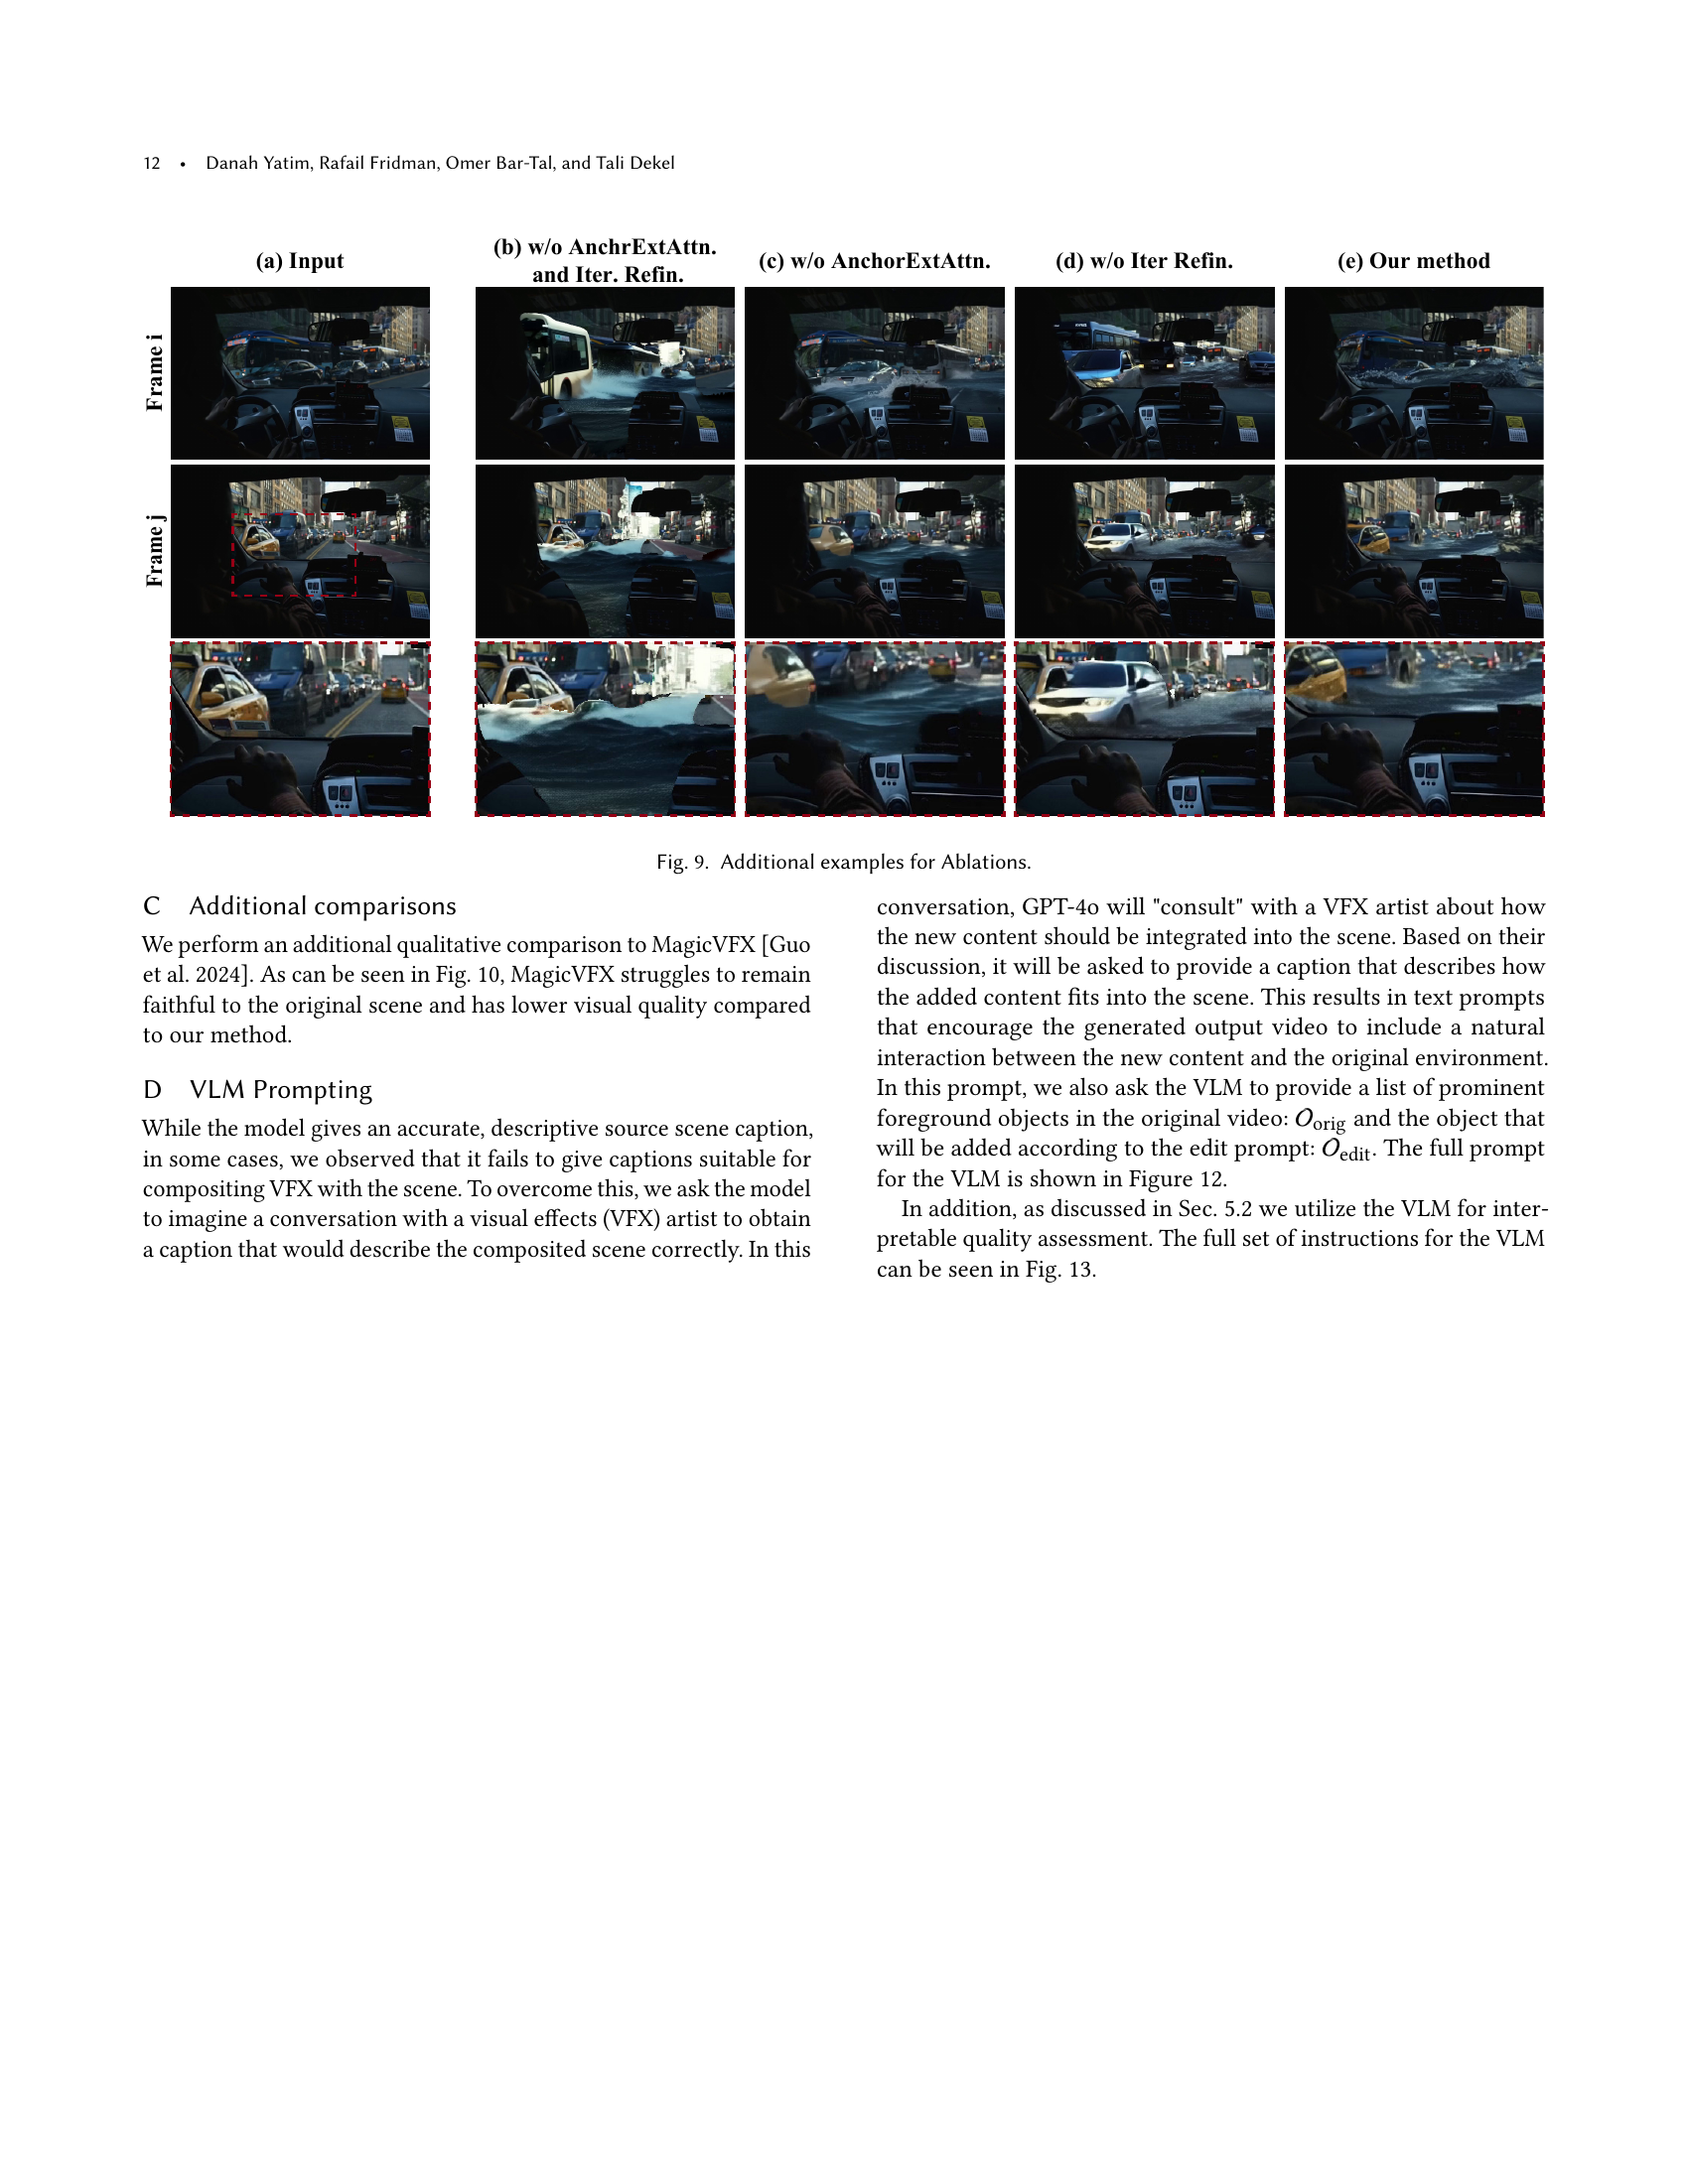 12 • Danah Yatim, Rafail Fridman, Omer Bar-Tal, and Tali Dekel
(a) Input
(b) w/o AnchrExtAttn.
and Iter. Refin.
(c) w/o AnchorExtAttn.
(d) w/o Iter Refin.
(e) Our method
Frame i
Frame j
Fig. 9. Additional examples for Ablations.
C Additional comparisons
We perform an additional qualitative comparison to MagicVFX [Guo
et al. 2024]. As can be seen in Fig. 10, MagicVFX struggles to remain
faithful to the original scene and has lower visual quality compared
to our method.
D VLM Prompting
While the model gives an accurate, descriptive source scene caption,
in some cases, we observed that it fails to give captions suitable for
compositing VFX with the scene. To overcome this, we ask the model
to imagine a conversation with a visual effects (VFX) artist to obtain
a caption that would describe the composited scene correctly. In this
conversation, GPT-4o will "consult" with a VFX artist about how
the new content should be integrated into the scene. Based on their
discussion, it will be asked to provide a caption that describes how
the added content fits into the scene. This results in text prompts
that encourage the generated output video to include a natural
interaction between the new content and the original environment.
In this prompt, we also ask the VLM to provide a list of prominent
foreground objects in the original video: 𝒪orig and the object that
will be added according to the edit prompt: 𝒪edit. The full prompt
for the VLM is shown in Figure 12.
In addition, as discussed in Sec. 5.2 we utilize the VLM for inter-
pretable quality assessment. The full set of instructions for the VLM
can be seen in Fig. 13.